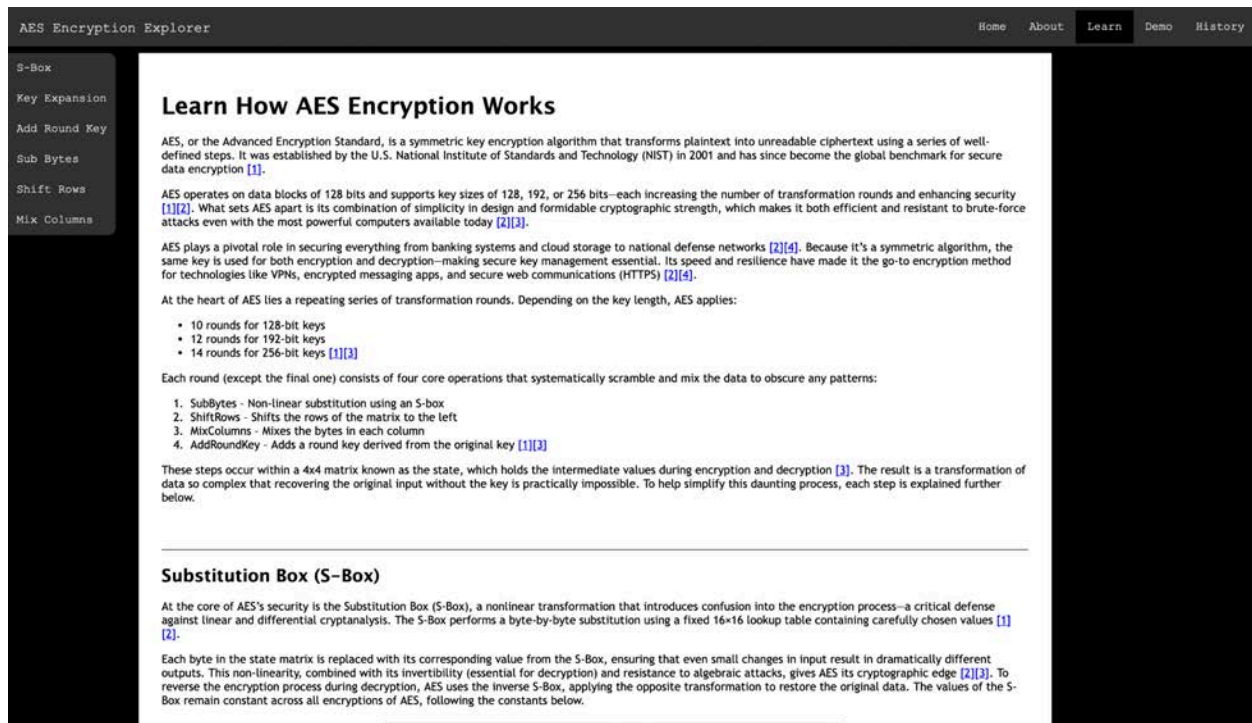 AES Encryption Explorer
Home
About
Learn
Demo
History
S-Box
Key Expansion
Add Round Key
Sub Bytes
Shift Rows
Mix Columns
Learn How AES Encryption Works
AES, or the Advanced Encryption Standard, is a symmetric key encryption algorithm that transforms plaintext into unreadable ciphertext using a series of well-
defined steps. It was established by the U.S. National Institute of Standards and Technology (NIST) in 2001 and has since become the global benchmark for secure
data encryption [1].
AES operates on data blocks of 128 bits and supports key sizes of 128, 192, or 256 bits—each increasing the number of transformation rounds and enhancing security
[1][2]. What sets AES apart is its combination of simplicity in design and formidable cryptographic strength, which makes it both efficient and resistant to brute-force
attacks even with the most powerful computers available today [2][3].
AES plays a pivotal role in securing everything from banking systems and cloud storage to national defense networks [2][4]. Because it's a symmetric algorithm, the
same key is used for both encryption and decryption—making secure key management essential. Its speed and resilience have made it the go-to encryption method
for technologies like VPNs, encrypted messaging apps, and secure web communications (HTTPS) [2][4].
At the heart of AES lies a repeating series of transformation rounds. Depending on the key length, AES applies:
• 10 rounds for 128-bit keys
• 12 rounds for 192-bit keys
• 14 rounds for 256-bit keys [1][3]
Each round (except the final one) consists of four core operations that systematically scramble and mix the data to obscure any patterns:
1. SubBytes - Non-linear substitution using an S-box
2. ShiftRows - Shifts the rows of the matrix to the left
3. MixColumns - Mixes the bytes in each column
4. AddRoundKey - Adds a round key derived from the original key [1][3]
These steps occur within a 4x4 matrix known as the state, which holds the intermediate values during encryption and decryption [3]. The result is a transformation of
data so complex that recovering the original input without the key is practically impossible. To help simplify this daunting process, each step is explained further
below.
Substitution Box (S-Box)
At the core of AES's security is the Substitution Box (S-Box), a nonlinear transformation that introduces confusion into the encryption process—a critical defense
against linear and differential cryptanalysis. The S-Box performs a byte-by-byte substitution using a fixed 16×16 lookup table containing carefully chosen values [1]
[2].
Each byte in the state matrix is replaced with its corresponding value from the S-Box, ensuring that even small changes in input result in dramatically different
outputs. This non-linearity, combined with its invertibility (essential for decryption) and resistance to algebraic attacks, gives AES its cryptographic edge [2][3]. To
reverse the encryption process during decryption, AES uses the inverse S-Box, applying the opposite transformation to restore the original data. The values of the S-
Box remain constant across all encryptions of AES, following the constants below.